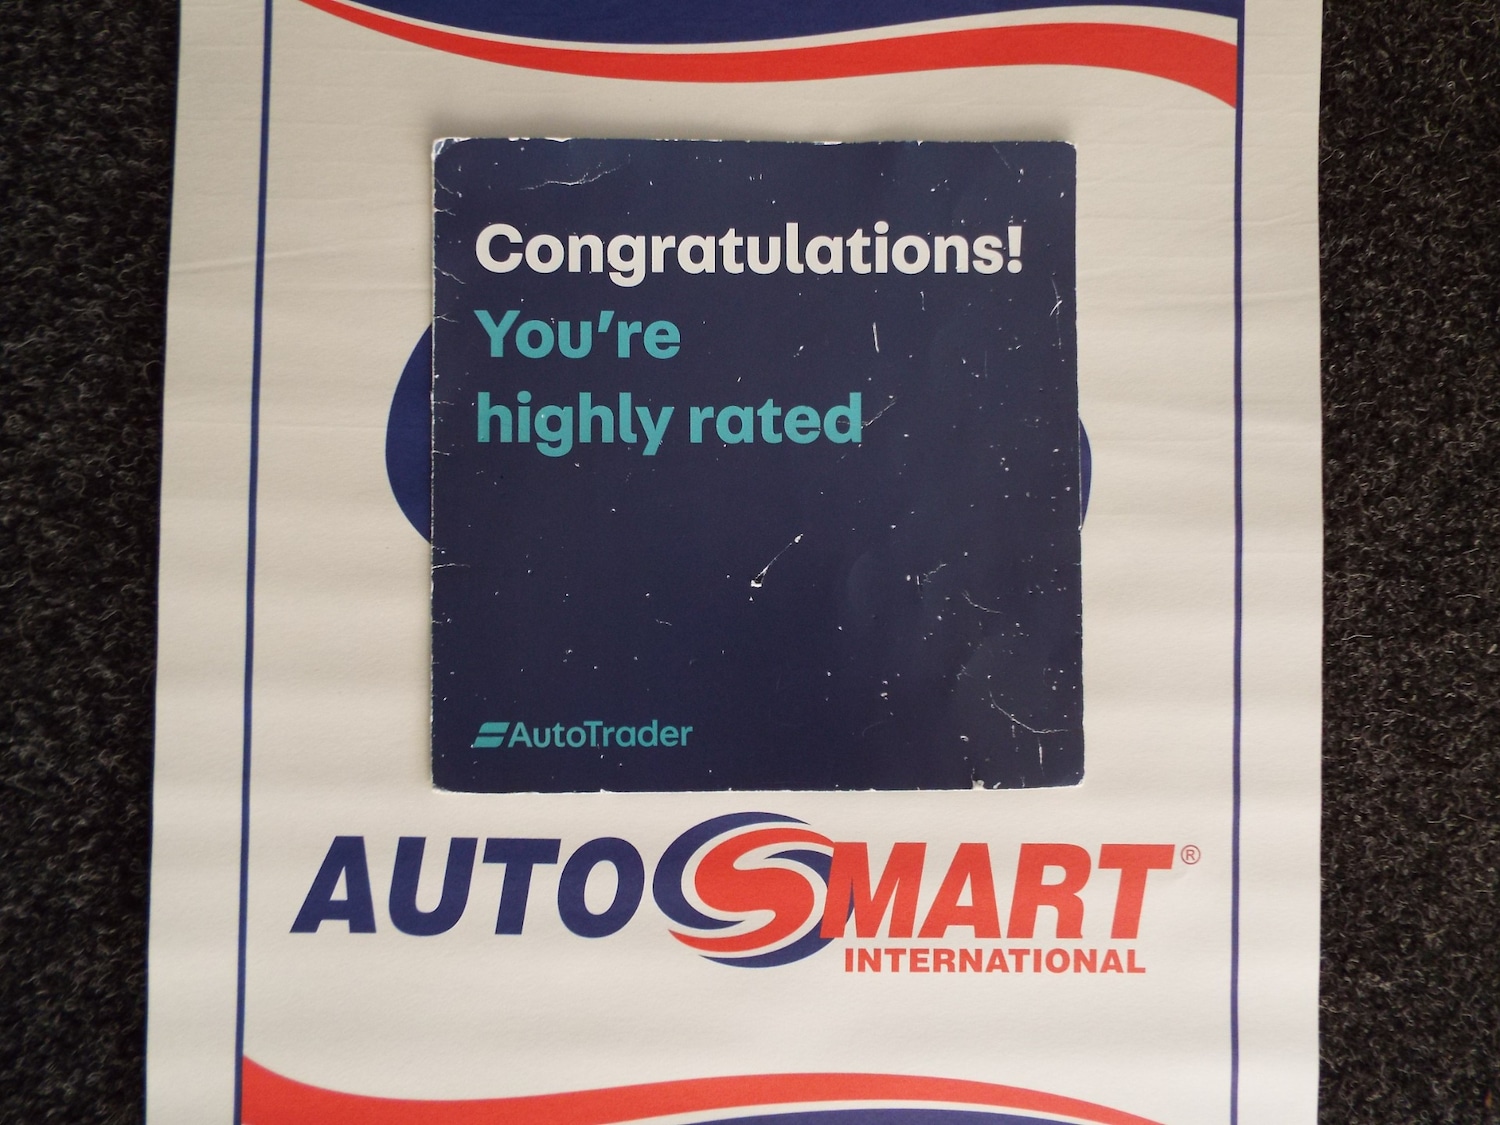 Congratulations!
You're
highly rated
AutoTrader
AUTOSMART®
INTERNATIONAL